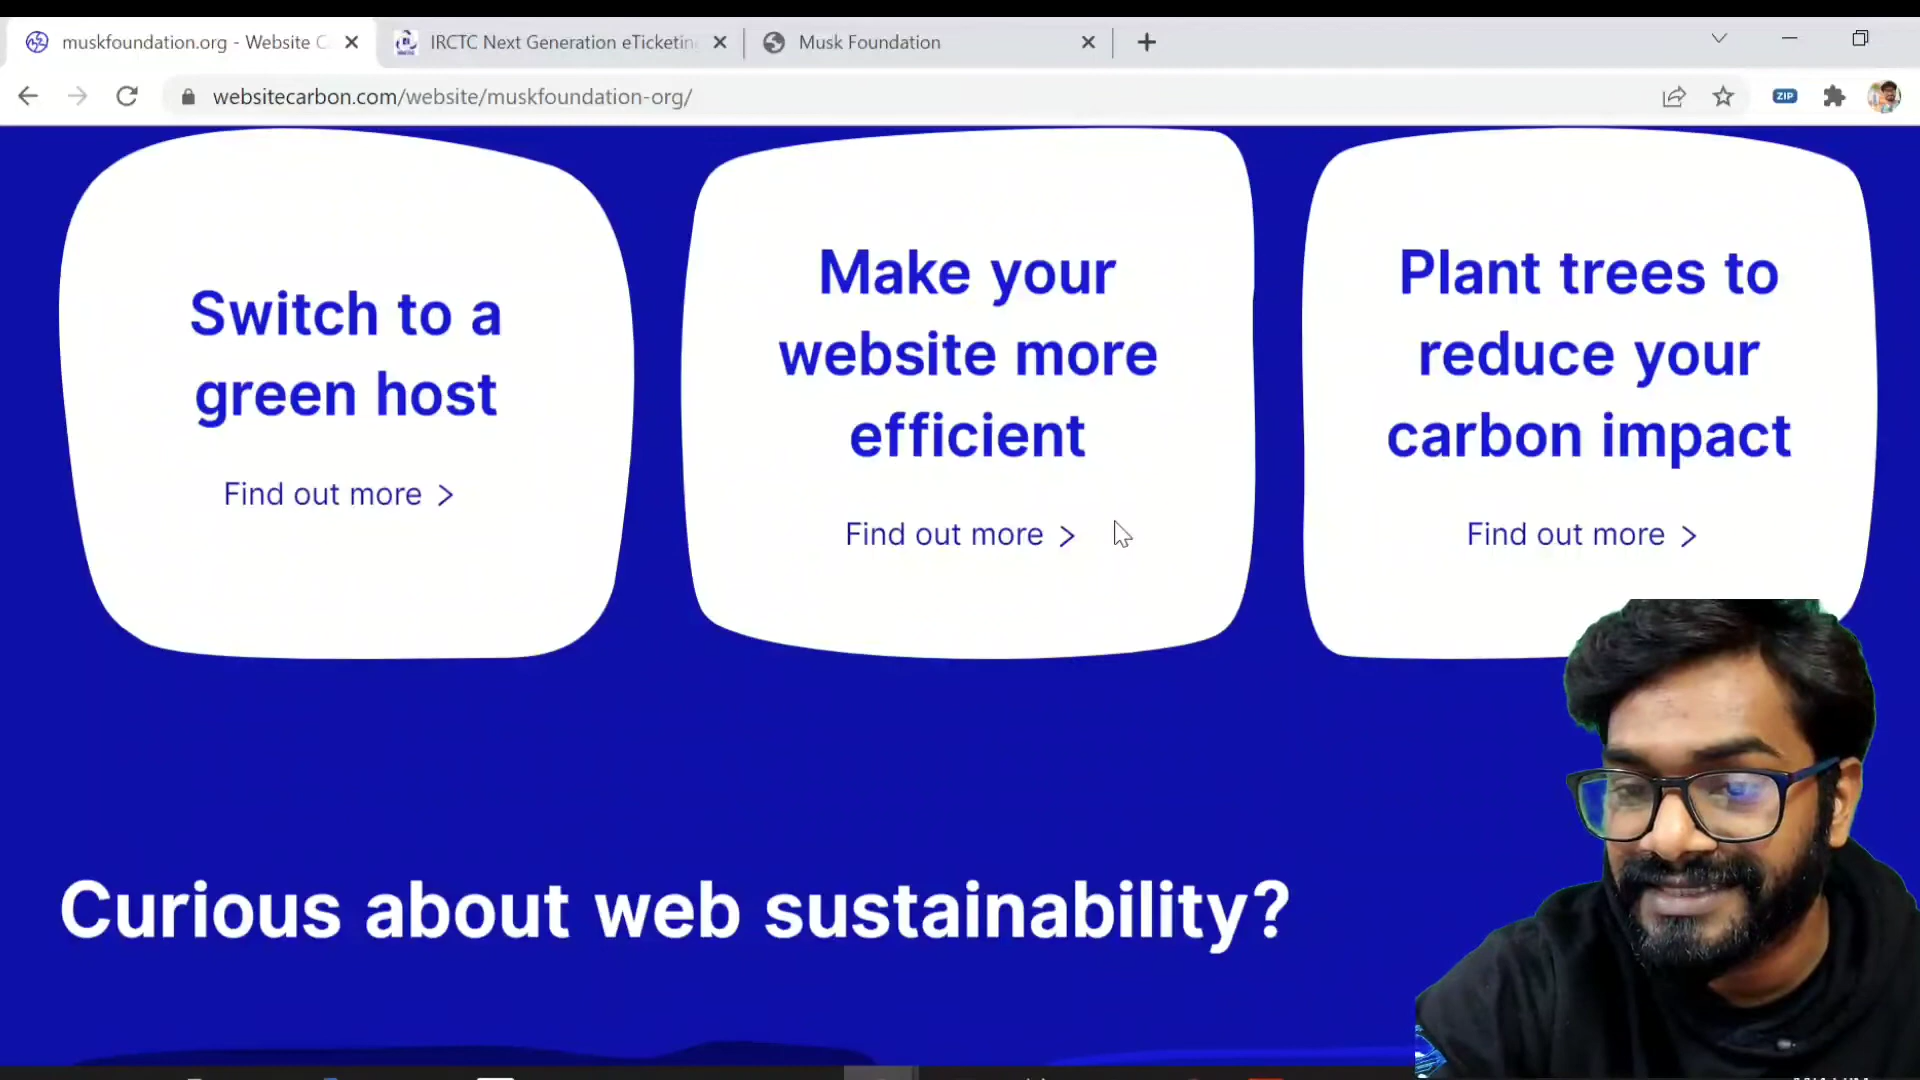 muskfoundation.org - Website C
IRCTC Next Generation eTicketin
Musk Foundation
websitecarbon.com/website/muskfoundation-org/
ZIP
Switch to a
green host
Find out more >
Make your
website more
efficient
Find out more >
Plant trees to
reduce your
carbon impact
Find out more >
Curious about web sustainability?